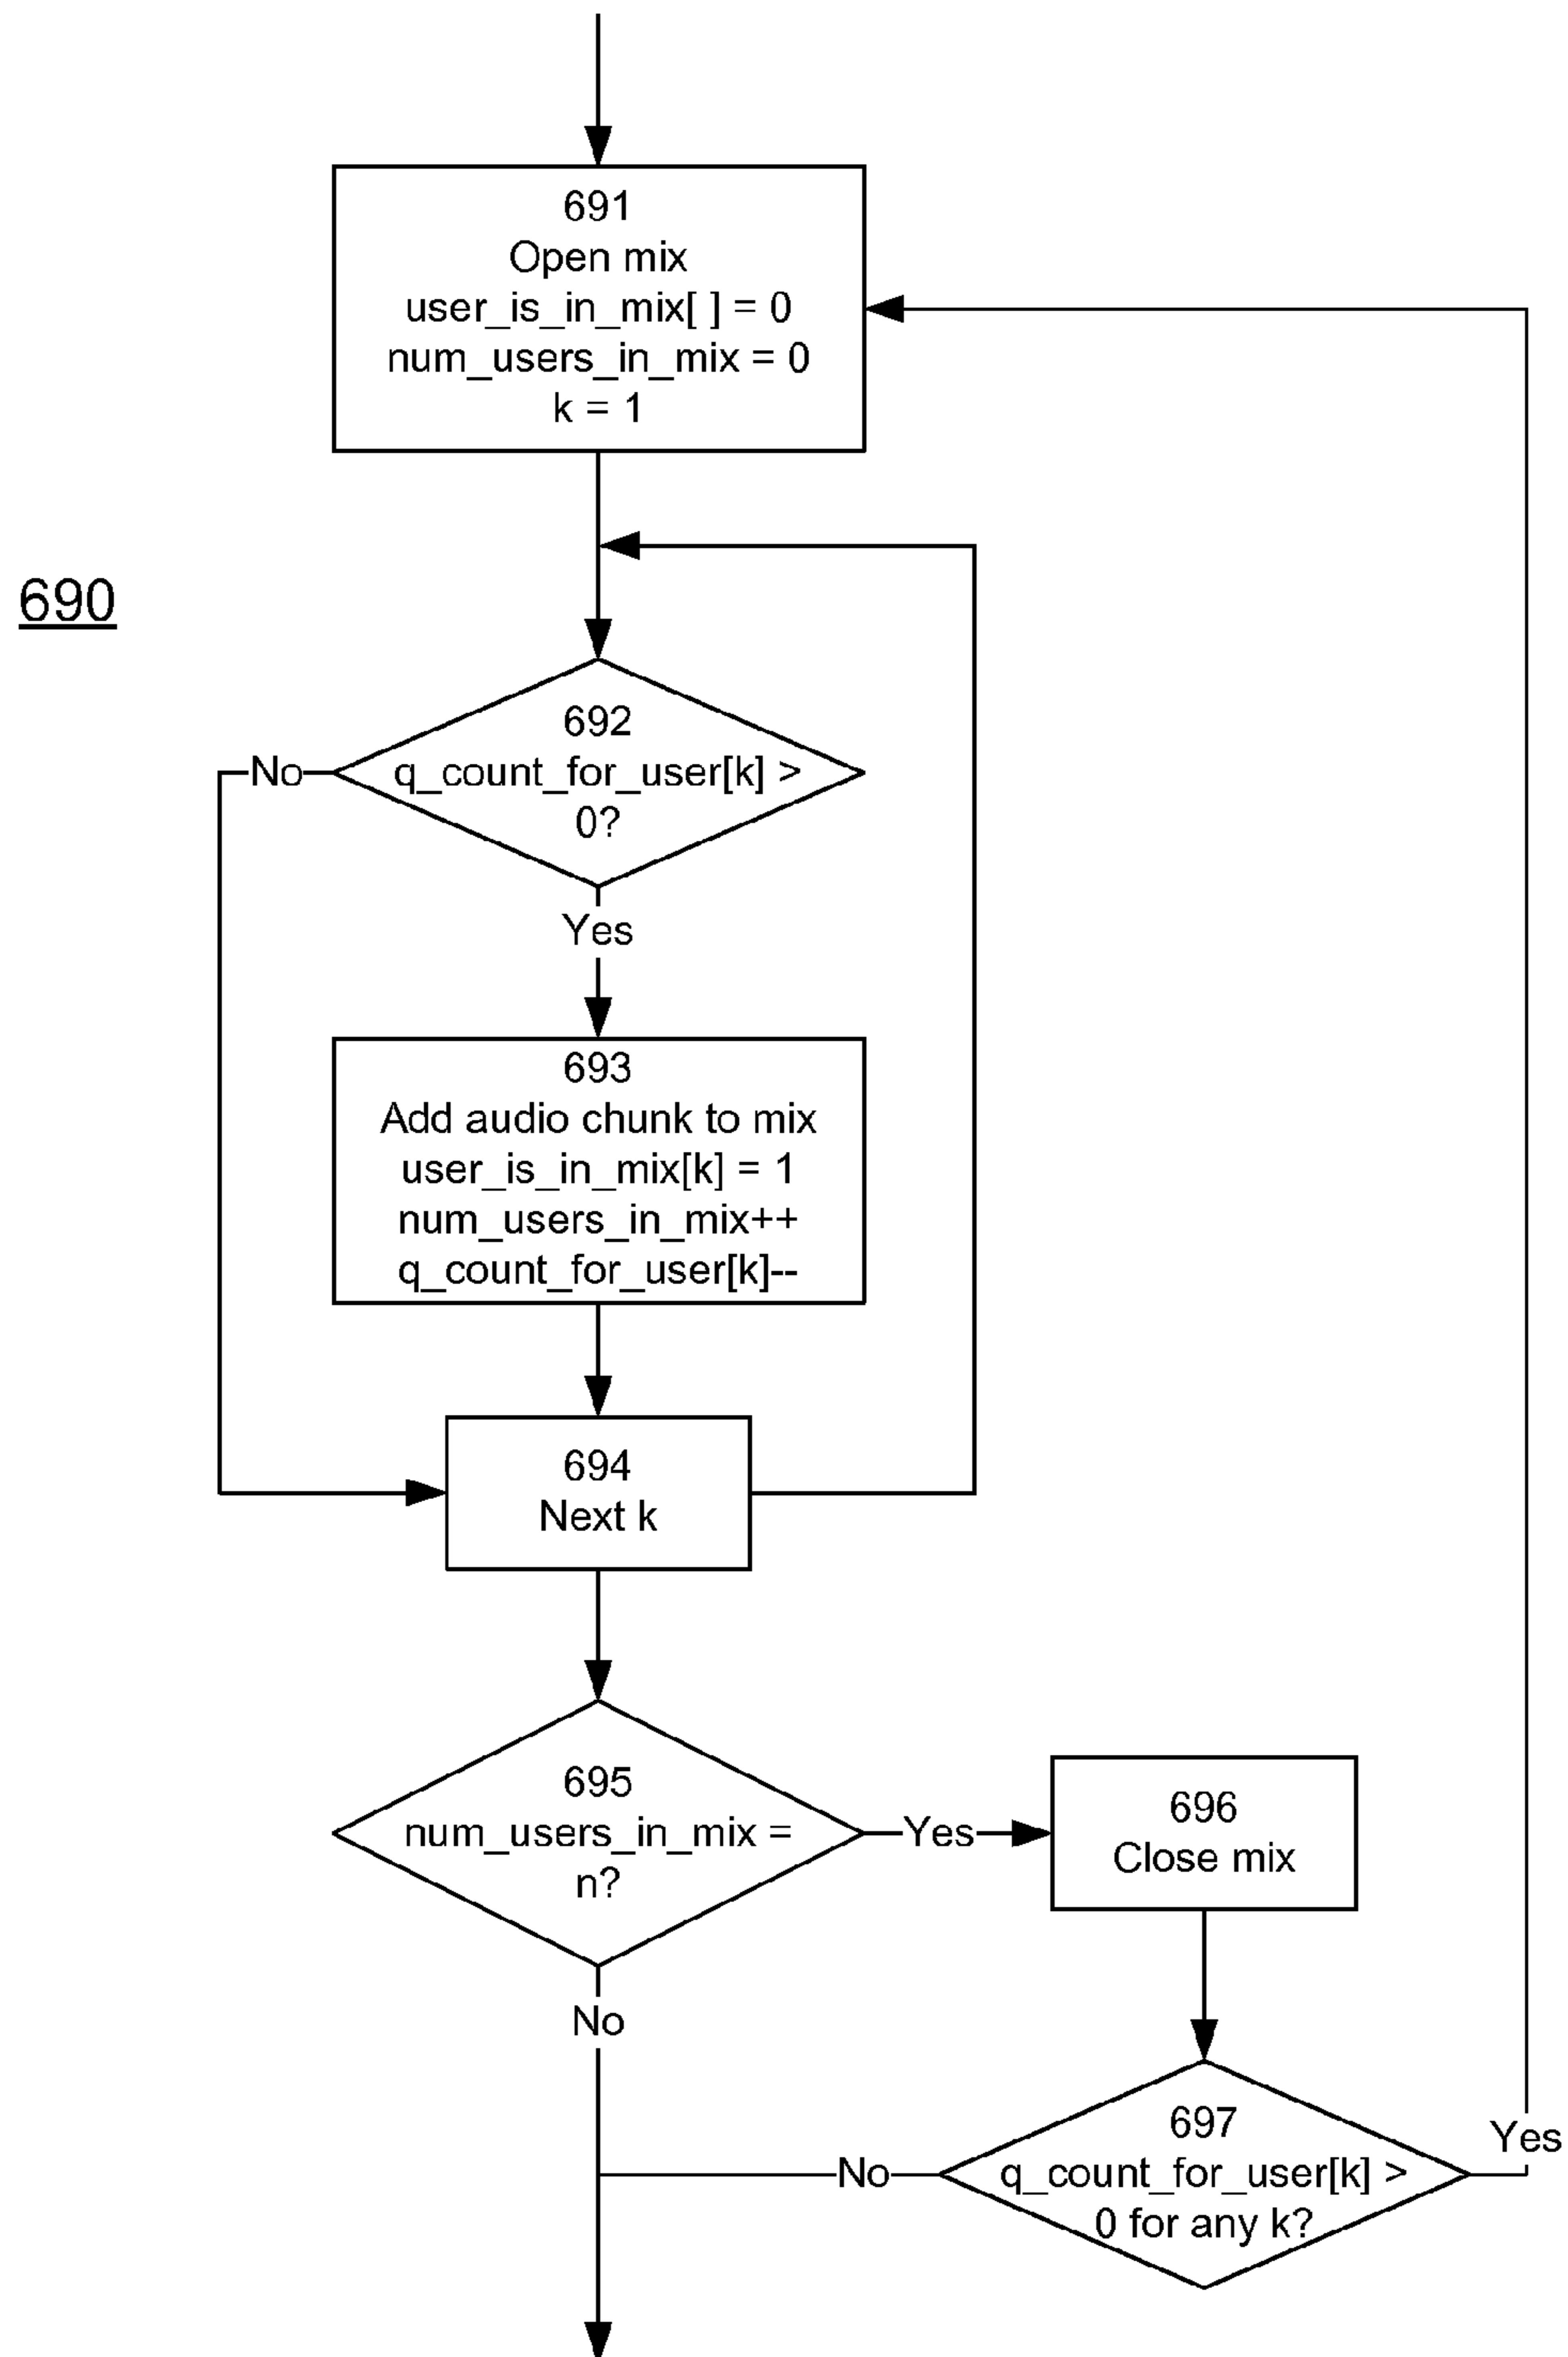 691
Open mix
user_is_in_mix[ ] = 0
num_users_in_mix = 0
k = 1
690
692
q_count_for_user[k] >
0?
No
Yes
693
Add audio chunk to mix
user_is_in_mix[k] = 1
num_users_in_mix++
q_count_for_user[k]--
694
Next k
695
num_users_in_mix =
n?
Yes
696
Close mix
No
697
q_count_for_user[k] >
0 for any k?
No
Yes